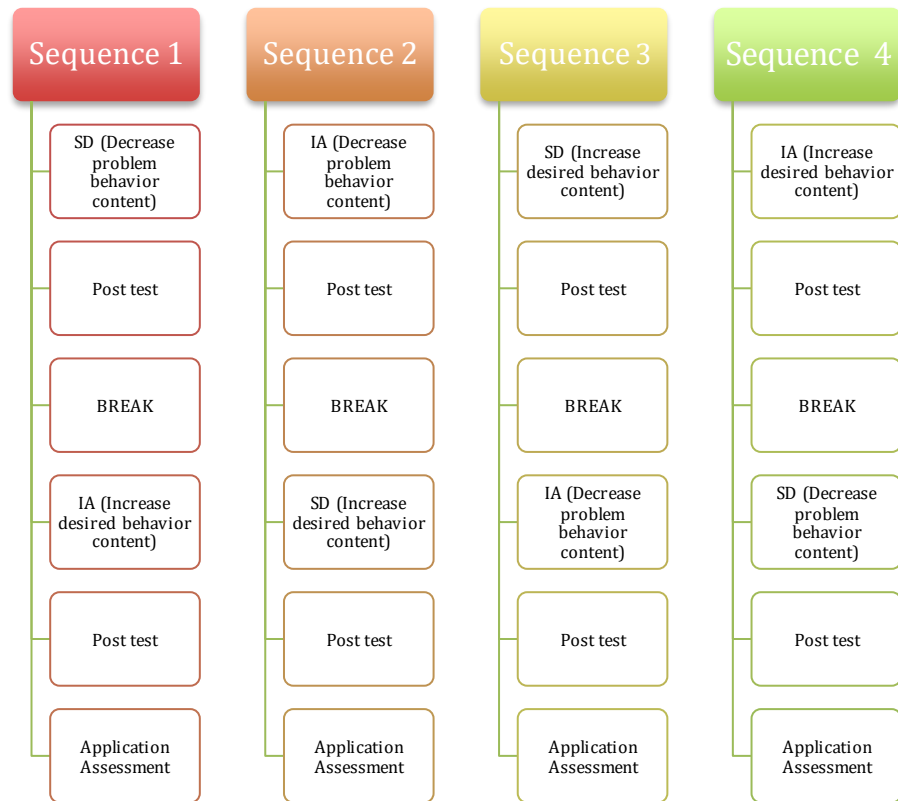 Sequence 1
SD (Decrease
problem
behavior
content)
Post test
BREAK
IA (Increase
desired behavior
content)
Post test
Application
Assessment
Sequence 2
IA (Decrease
problem
behavior
content)
Post test
BREAK
SD (Increase
desired behavior
content)
Post test
Application
Assessment
Sequence 3
SD (Increase
desired behavior
content)
Post test
BREAK
IA (Decrease
problem
behavior
content)
Post test
Application
Assessment
Sequence 4
IA (Increase
desired behavior
content)
Post test
BREAK
SD (Decrease
problem
behavior
content)
Post test
Application
Assessment